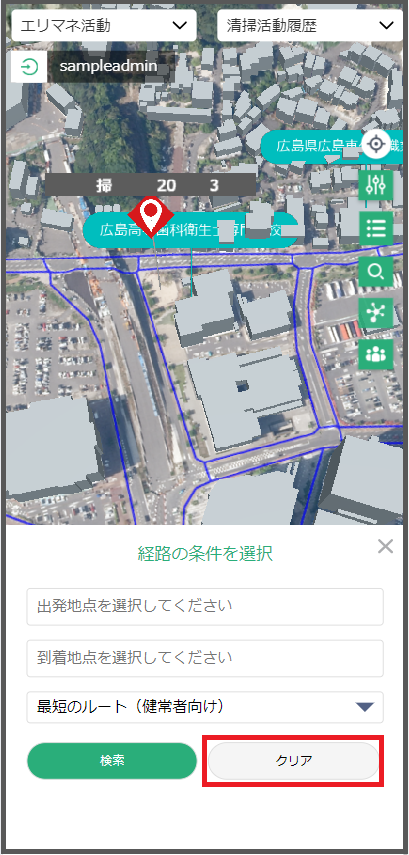 エリマネ活動
清掃活動履歴
sampleadmin
広島県広島
掃 20 3
広島高 歯科衛生士専門 校
経路の条件を選択
出発地点を選択してください
到着地点を選択してください
最短のルート（健常者向け）
検索
クリア